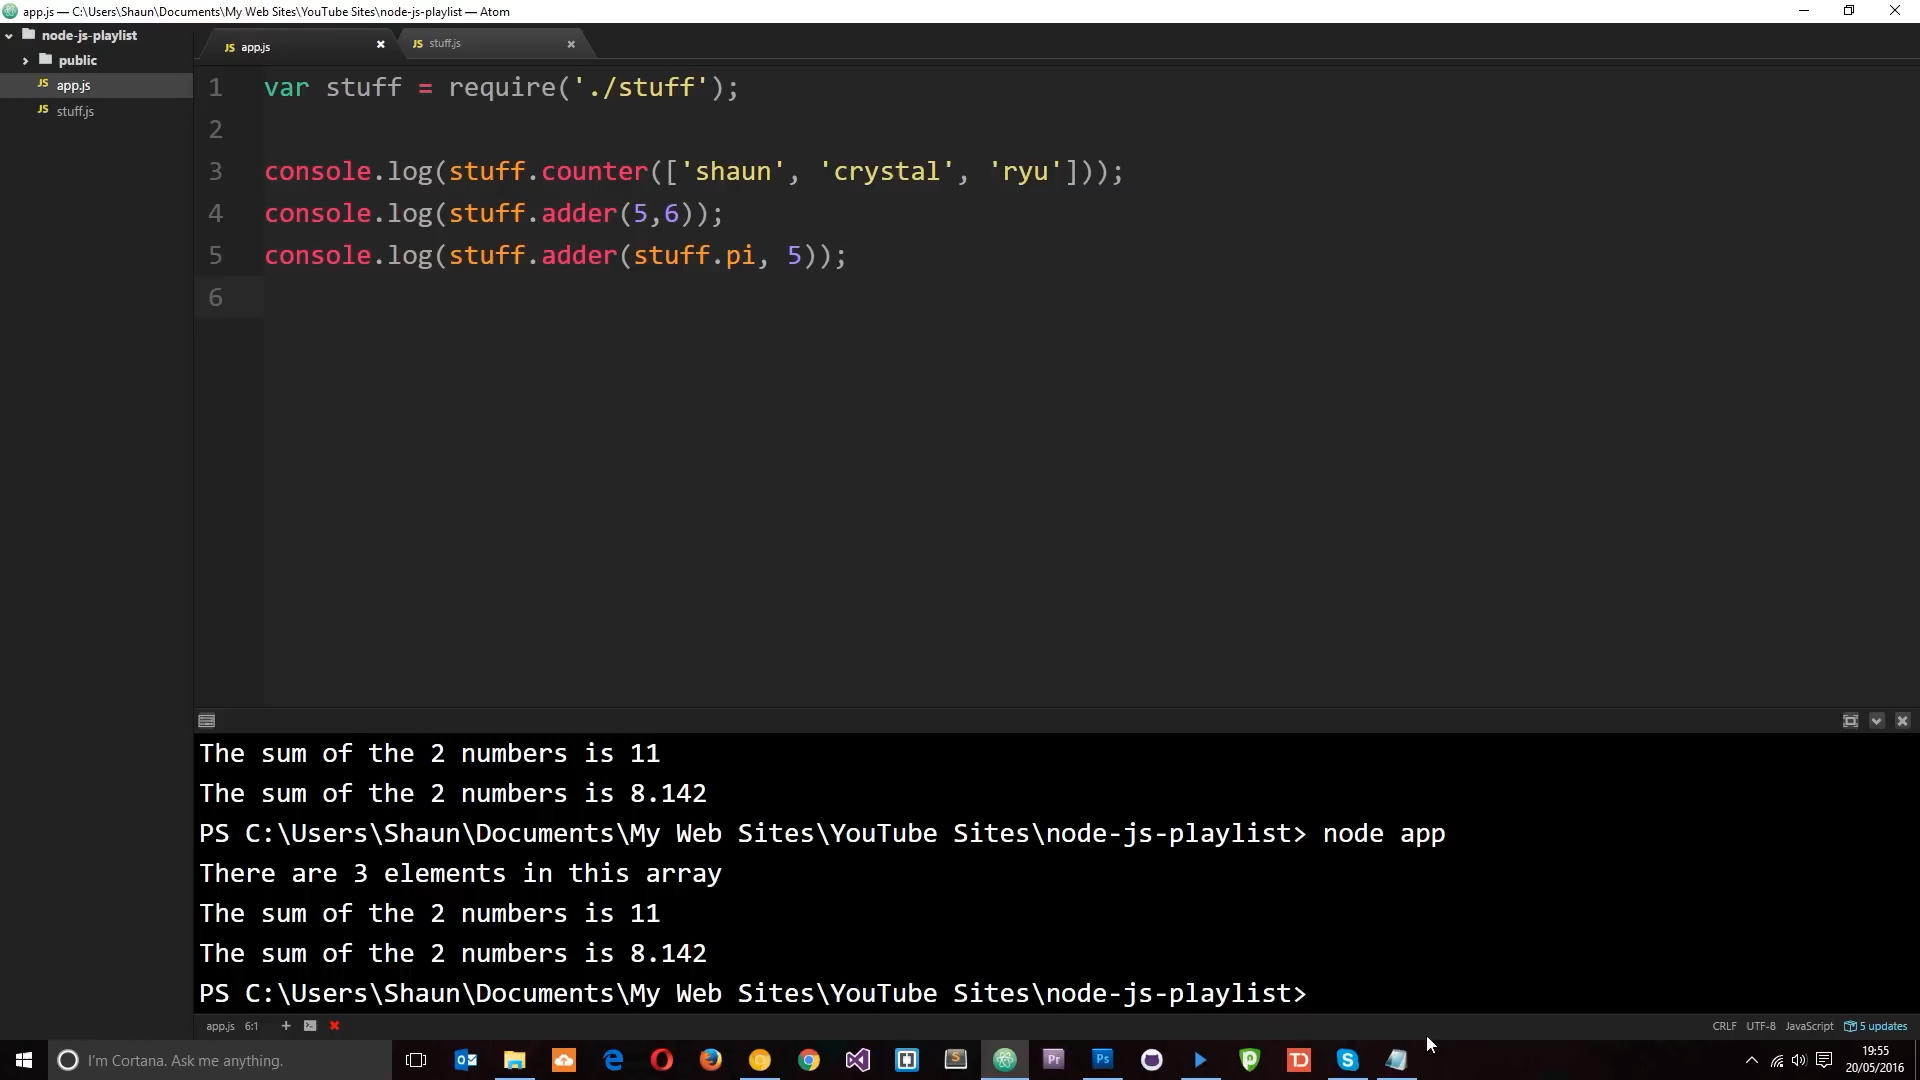 app.js — C:\Users\Shaun\Documents\My Web Sites\YouTube Sites\node-js-playlist — Atom
node-js-playlist
public
JS app.js
JS stuff.js
JS app.js
JS stuff.js
1 var stuff = require('./stuff');
2
3 console.log(stuff.counter(['shaun', 'crystal', 'ryu']));
4 console.log(stuff.adder(5,6));
5 console.log(stuff.adder(stuff.pi, 5));
6
The sum of the 2 numbers is 11
The sum of the 2 numbers is 8.142
PS C:\Users\Shaun\Documents\My Web Sites\YouTube Sites\node-js-playlist> node app
There are 3 elements in this array
The sum of the 2 numbers is 11
The sum of the 2 numbers is 8.142
PS C:\Users\Shaun\Documents\My Web Sites\YouTube Sites\node-js-playlist>
app.js 6:1
CRLF UTF-8 JavaScript 5 updates
I'm Cortana. Ask me anything.
Pr
Ps
TD
19:55
20/05/2016